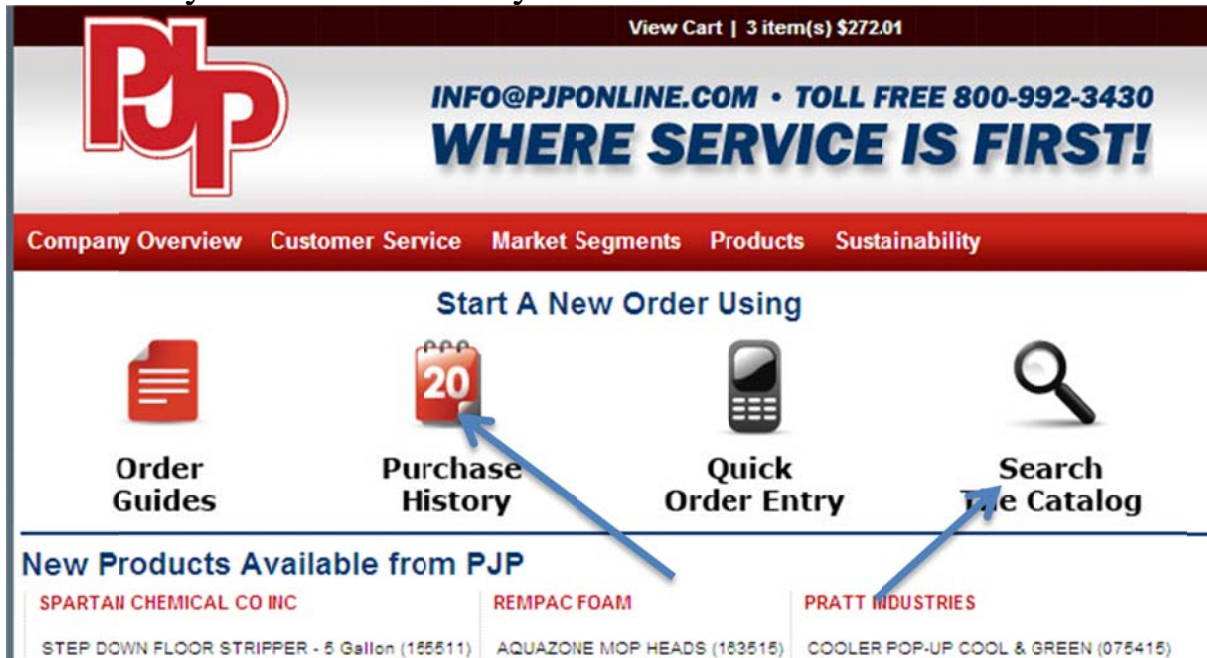 View Cart | 3 item(s) $272.01
PJP
INFO@PJPONLINE.COM • TOLL FREE 800-992-3430
WHERE SERVICE IS FIRST!
Company Overview Customer Service Market Segments Products Sustainability
Start A New Order Using
20
Order Guides
Purchase History
Quick Order Entry
Search The Catalog
New Products Available from PJP
SPARTAN CHEMICAL CO INC REMPAC FOAM PRATT INDUSTRIES
STEP DOWN FLOOR STRIPPER - 5 Gallon (155511) AQUAZONE MOP HEADS (153515) COOLER POP-UP COOL & GREEN (075415)